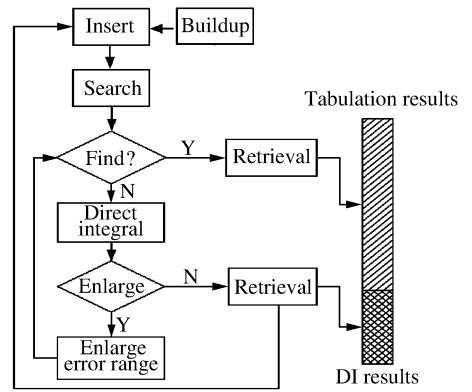 Insert
Buildup
Search
Tabulation results
Find?
Y
Retrieval
N
Direct
integral
Enlarge
N
Retrieval
Y
Enlarge
error range
DI results